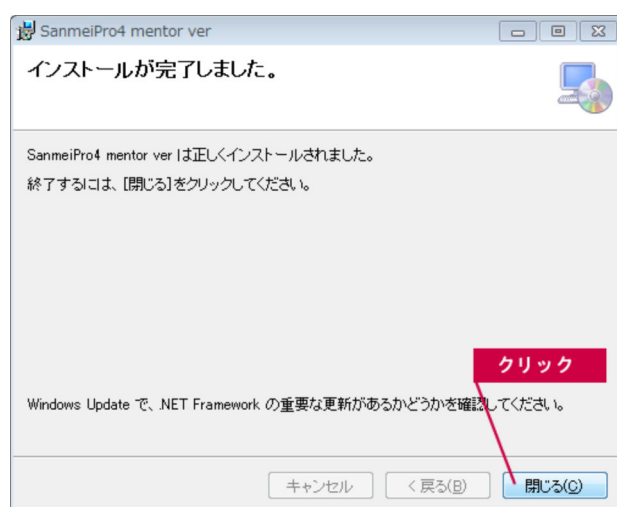 SanmeiPro4 mentor ver
インストールが完了しました。
SanmeiPro4 mentor ver は正しくインストールされました。
終了するには、[閉じる]をクリックしてください。
クリック
Windows Update で、.NET Framework の重要な更新があるかどうかを確認してください。
キャンセル
< 戻る(B)
閉じる(C)